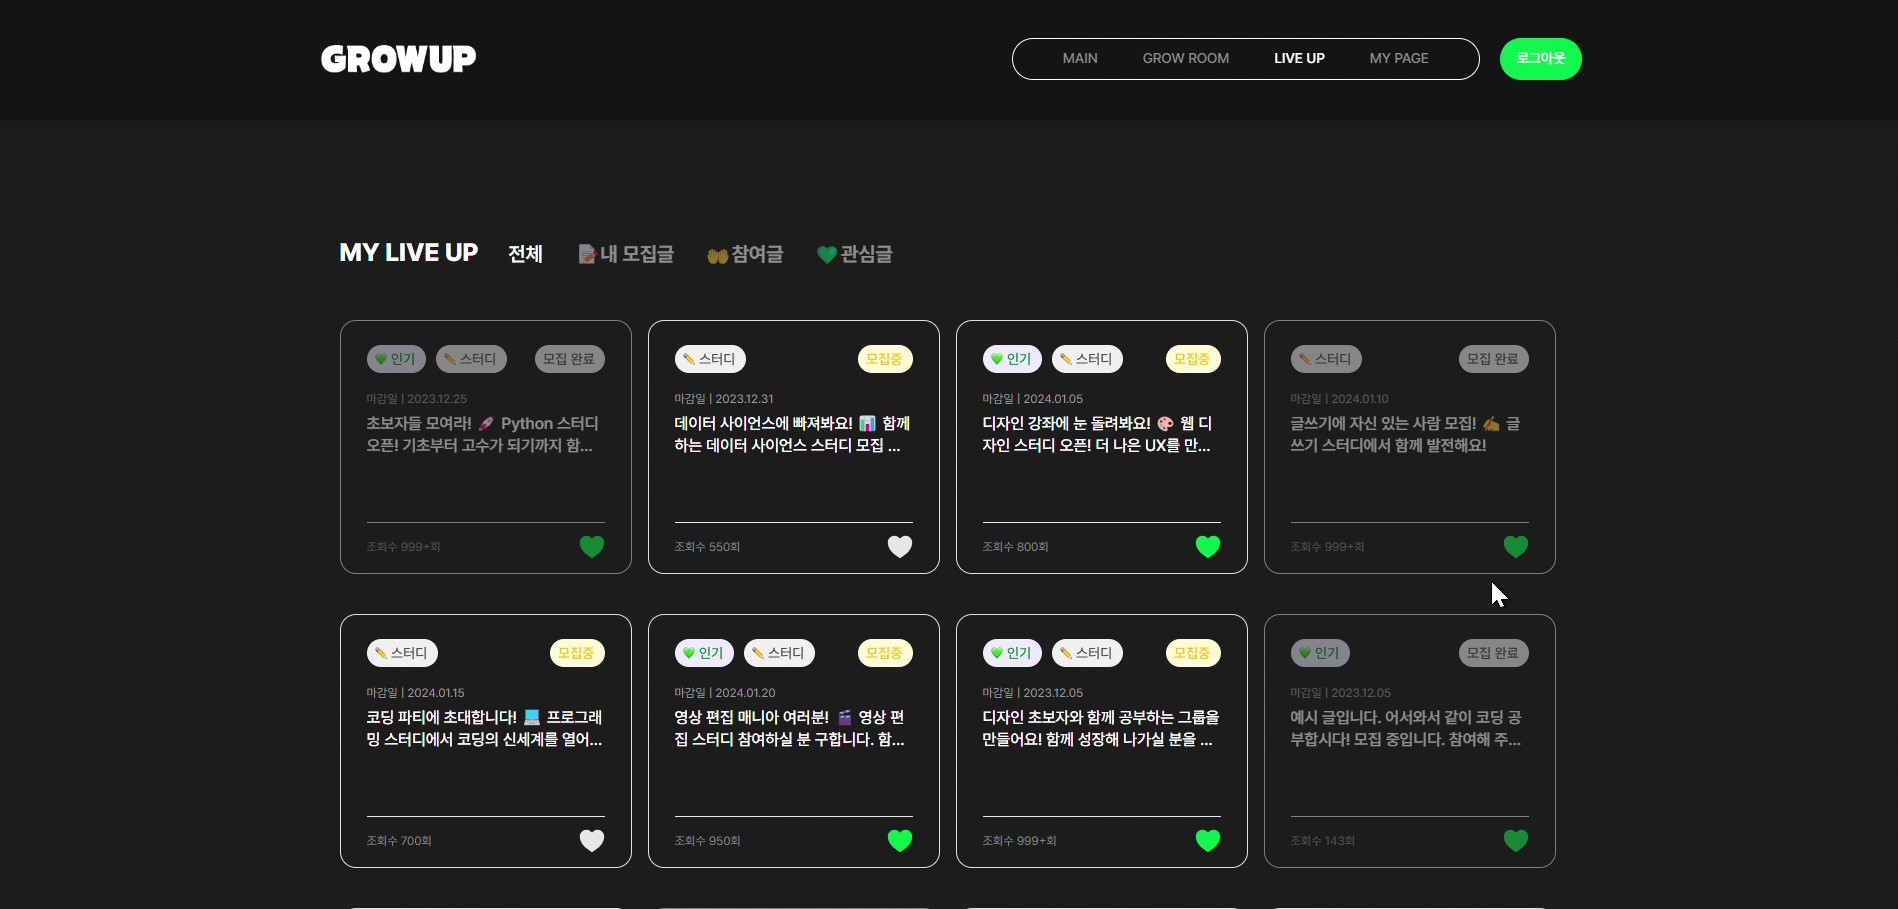 GROWUP
MAIN GROW ROOM LIVE UP MY PAGE 로그아웃
MY LIVE UP 전체 📝내 모집글 🤲참여글 💚관심글
💚 인기 ✏️ 스터디 모집 완료
마감일 | 2023.12.25
초보자들 모여라! 🚀 Python 스터디
오픈! 기초부터 고수가 되기까지 함...
조회수 999+회
✏️ 스터디 모집중
마감일 | 2023.12.31
데이터 사이언스에 빠져봐요! 📊 함께
하는 데이터 사이언스 스터디 모집 ...
조회수 550회
💚 인기 ✏️ 스터디 모집중
마감일 | 2024.01.05
디자인 강좌에 눈 돌려봐요! 🎨 웹 디
자인 스터디 오픈! 더 나은 UX를 만...
조회수 800회
✏️ 스터디 모집 완료
마감일 | 2024.01.10
글쓰기에 자신 있는 사람 모집! ✍️ 글
쓰기 스터디에서 함께 발전해요!
조회수 999+회
✏️ 스터디 모집중
마감일 | 2024.01.15
코딩 파티에 초대합니다! 💻 프로그래
밍 스터디에서 코딩의 신세계를 열어...
조회수 700회
💚 인기 ✏️ 스터디 모집중
마감일 | 2024.01.20
영상 편집 매니아 여러분! 🎬 영상 편
집 스터디 참여하실 분 구합니다. 함...
조회수 950회
💚 인기 ✏️ 스터디 모집중
마감일 | 2023.12.05
디자인 초보자와 함께 공부하는 그룹을
만들어요! 함께 성장해 나가실 분을 ...
조회수 999+회
💚 인기 모집 완료
마감일 | 2023.12.05
예시 글입니다. 어서와서 같이 코딩 공
부합시다! 모집 중입니다. 참여해 주...
조회수 143회